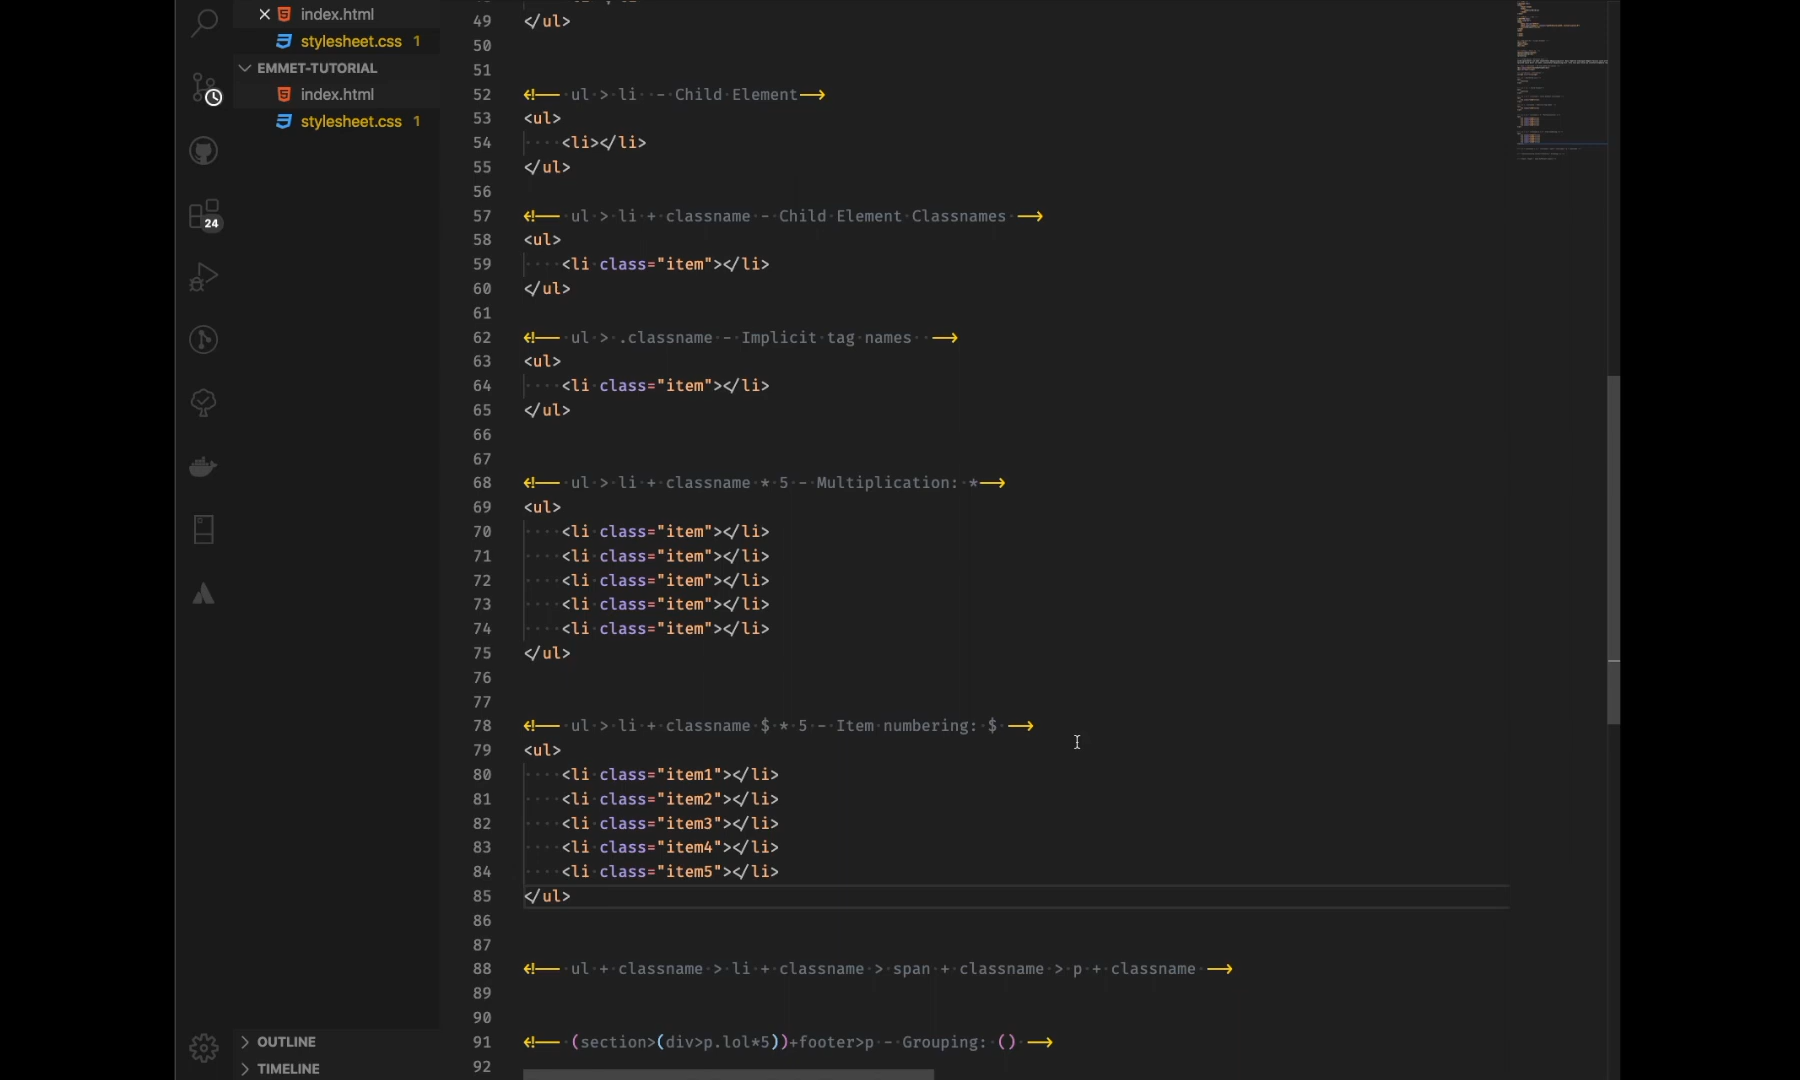 index.html
stylesheet.css 1
EMMET-TUTORIAL
index.html
stylesheet.css 1
24
OUTLINE
TIMELINE
49 </ul>
50
51
52 <!-- ul > li  - Child Element-->
53 <ul>
54     <li></li>
55 </ul>
56
57 <!-- ul > li + classname - Child Element Classnames -->
58 <ul>
59     <li class="item"></li>
60 </ul>
61
62 <!-- ul > .classname - Implicit tag names  -->
63 <ul>
64     <li class="item"></li>
65 </ul>
66
67
68 <!-- ul > li + classname * 5 - Multiplication: *-->
69 <ul>
70     <li class="item"></li>
71     <li class="item"></li>
72     <li class="item"></li>
73     <li class="item"></li>
74     <li class="item"></li>
75 </ul>
76
77
78 <!-- ul > li + classname $ * 5 - Item numbering: $ -->
79 <ul>
80     <li class="item1"></li>
81     <li class="item2"></li>
82     <li class="item3"></li>
83     <li class="item4"></li>
84     <li class="item5"></li>
85 </ul>
86
87
88 <!-- ul + classname > li + classname > span + classname > p + classname -->
89
90
91 <!-- (section>(div>p.lol*5))+footer>p - Grouping: () -->
92